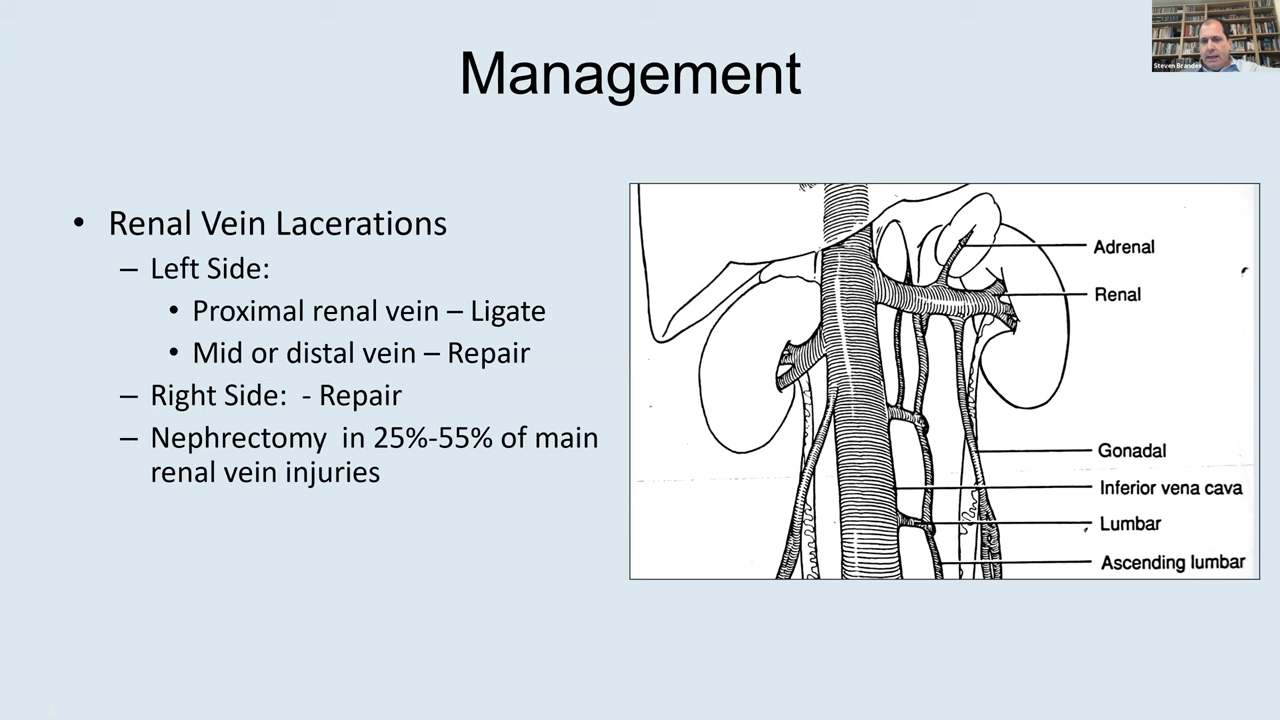 Steven Brandes
Management
• Renal Vein Lacerations
– Left Side:
• Proximal renal vein – Ligate
• Mid or distal vein – Repair
– Right Side: - Repair
– Nephrectomy in 25%-55% of main
renal vein injuries
Adrenal
Renal
Gonadal
Inferior vena cava
Lumbar
Ascending lumbar